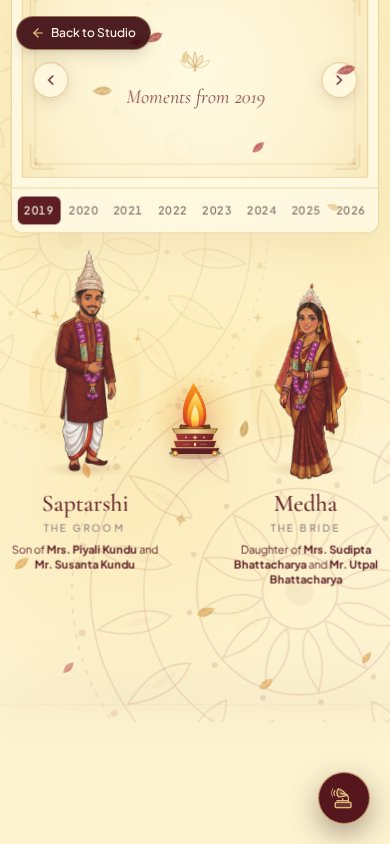 Back to Studio
Moments from 2019
2019 2020 2021 2022 2023 2024 2025 2026
Saptarshi
THE GROOM
Son of Mrs. Piyali Kundu and
Mr. Susanta Kundu
Medha
THE BRIDE
Daughter of Mrs. Sudipta
Bhattacharya and Mr. Utpal
Bhattacharya